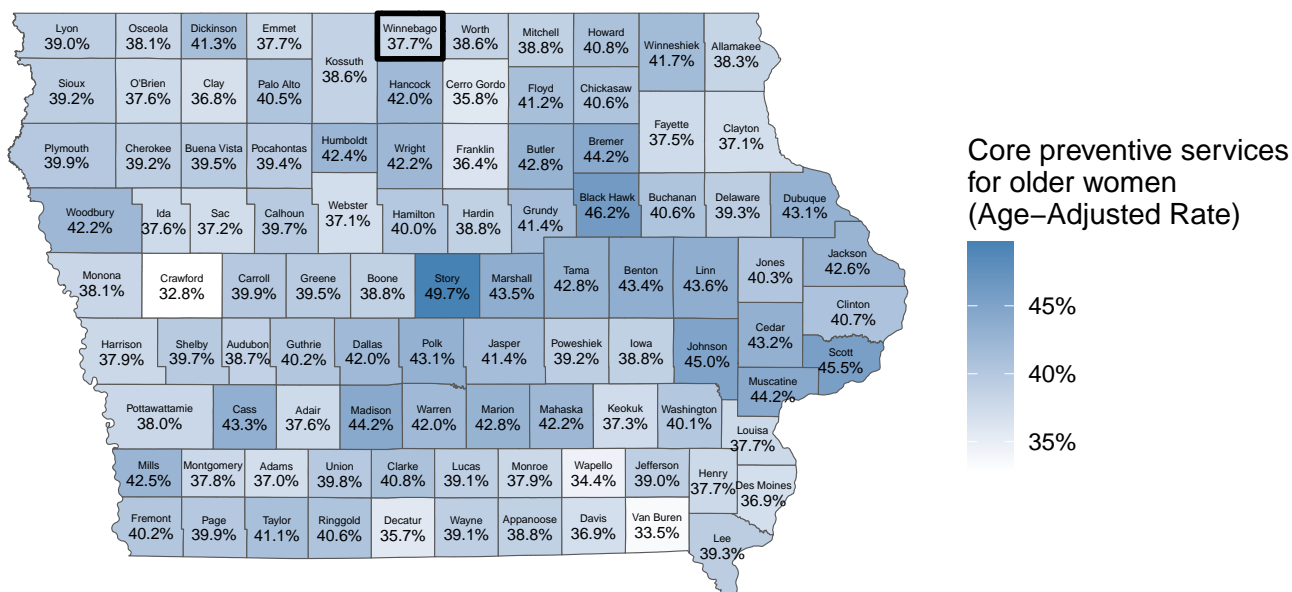 Lyon
39.0%
Osceola
38.1%
Dickinson
41.3%
Emmet
37.7%
Kossuth
38.6%
Winnebago
37.7%
Worth
38.6%
Mitchell
38.8%
Howard
40.8%
Winneshiek
41.7%
Allamakee
38.3%
Sioux
39.2%
O'Brien
37.6%
Clay
36.8%
Palo Alto
40.5%
Hancock
42.0%
Cerro Gordo
35.8%
Floyd
41.2%
Chickasaw
40.6%
Plymouth
39.9%
Cherokee
39.2%
Buena Vista
39.5%
Pocahontas
39.4%
Humboldt
42.4%
Wright
42.2%
Franklin
36.4%
Butler
42.8%
Bremer
44.2%
Fayette
37.5%
Clayton
37.1%
Woodbury
42.2%
Ida
37.6%
Sac
37.2%
Calhoun
39.7%
Webster
37.1%
Hamilton
40.0%
Hardin
38.8%
Grundy
41.4%
Black Hawk
46.2%
Buchanan
40.6%
Delaware
39.3%
Dubuque
43.1%
Monona
38.1%
Crawford
32.8%
Carroll
39.9%
Greene
39.5%
Boone
38.8%
Story
49.7%
Marshall
43.5%
Tama
42.8%
Benton
43.4%
Linn
43.6%
Jones
40.3%
Jackson
42.6%
Clinton
40.7%
Harrison
37.9%
Shelby
39.7%
Audubon
38.7%
Guthrie
40.2%
Dallas
42.0%
Polk
43.1%
Jasper
41.4%
Poweshiek
39.2%
Iowa
38.8%
Johnson
45.0%
Cedar
43.2%
Scott
45.5%
Muscatine
44.2%
Pottawattamie
38.0%
Cass
43.3%
Adair
37.6%
Madison
44.2%
Warren
42.0%
Marion
42.8%
Mahaska
42.2%
Keokuk
37.3%
Washington
40.1%
Louisa
37.7%
Mills
42.5%
Montgomery
37.8%
Adams
37.0%
Union
39.8%
Clarke
40.8%
Lucas
39.1%
Monroe
37.9%
Wapello
34.4%
Jefferson
39.0%
Henry
37.7%
Des Moines
36.9%
Fremont
40.2%
Page
39.9%
Taylor
41.1%
Ringgold
40.6%
Decatur
35.7%
Wayne
39.1%
Appanoose
38.8%
Davis
36.9%
Van Buren
33.5%
Lee
39.3%
Core preventive services
for older women
(Age−Adjusted Rate)
45%
40%
35%